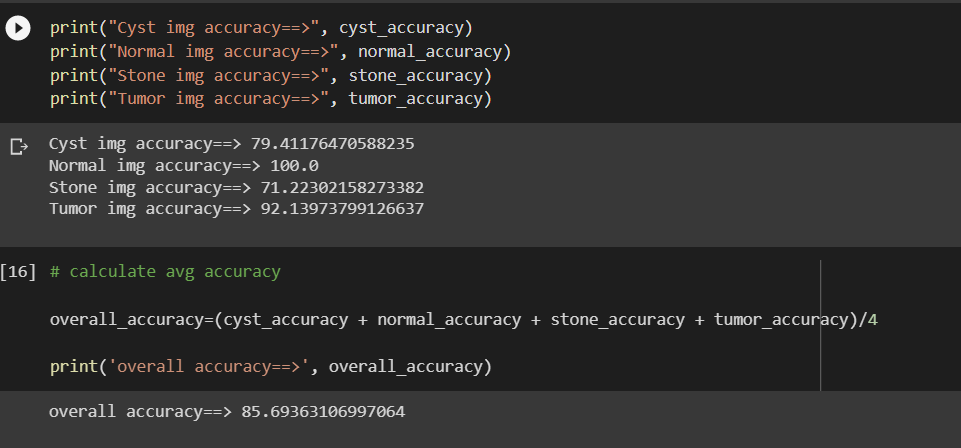 print("Cyst img accuracy==>", cyst_accuracy)
print("Normal img accuracy==>", normal_accuracy)
print("Stone img accuracy==>", stone_accuracy)
print("Tumor img accuracy==>", tumor_accuracy)
Cyst img accuracy==> 79.41176470588235
Normal img accuracy==> 100.0
Stone img accuracy==> 71.22302158273382
Tumor img accuracy==> 92.13973799126637
[16] # calculate avg accuracy
overall_accuracy=(cyst_accuracy + normal_accuracy + stone_accuracy + tumor_accuracy)/4
print('overall accuracy==>', overall_accuracy)
overall accuracy==> 85.69363106997064